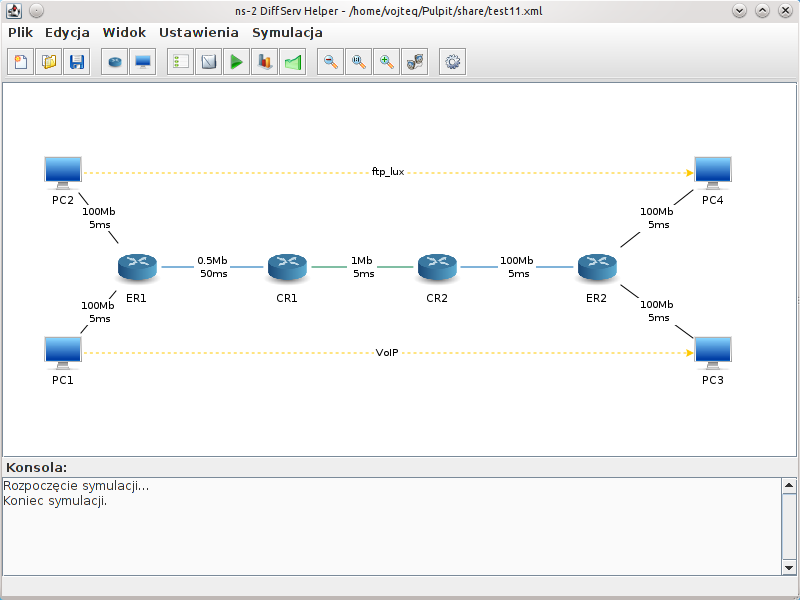 ns-2 DiffServ Helper - /home/vojteq/Pulpit/share/test11.xml
Plik Edycja Widok Ustawienia Symulacja
ftp_lux
PC2
PC4
100Mb
5ms
100Mb
5ms
0.5Mb
50ms
1Mb
5ms
100Mb
5ms
ER1
CR1
CR2
ER2
100Mb
5ms
100Mb
5ms
VoIP
PC1
PC3
Konsola:
Rozpoczęcie symulacji...
Koniec symulacji.